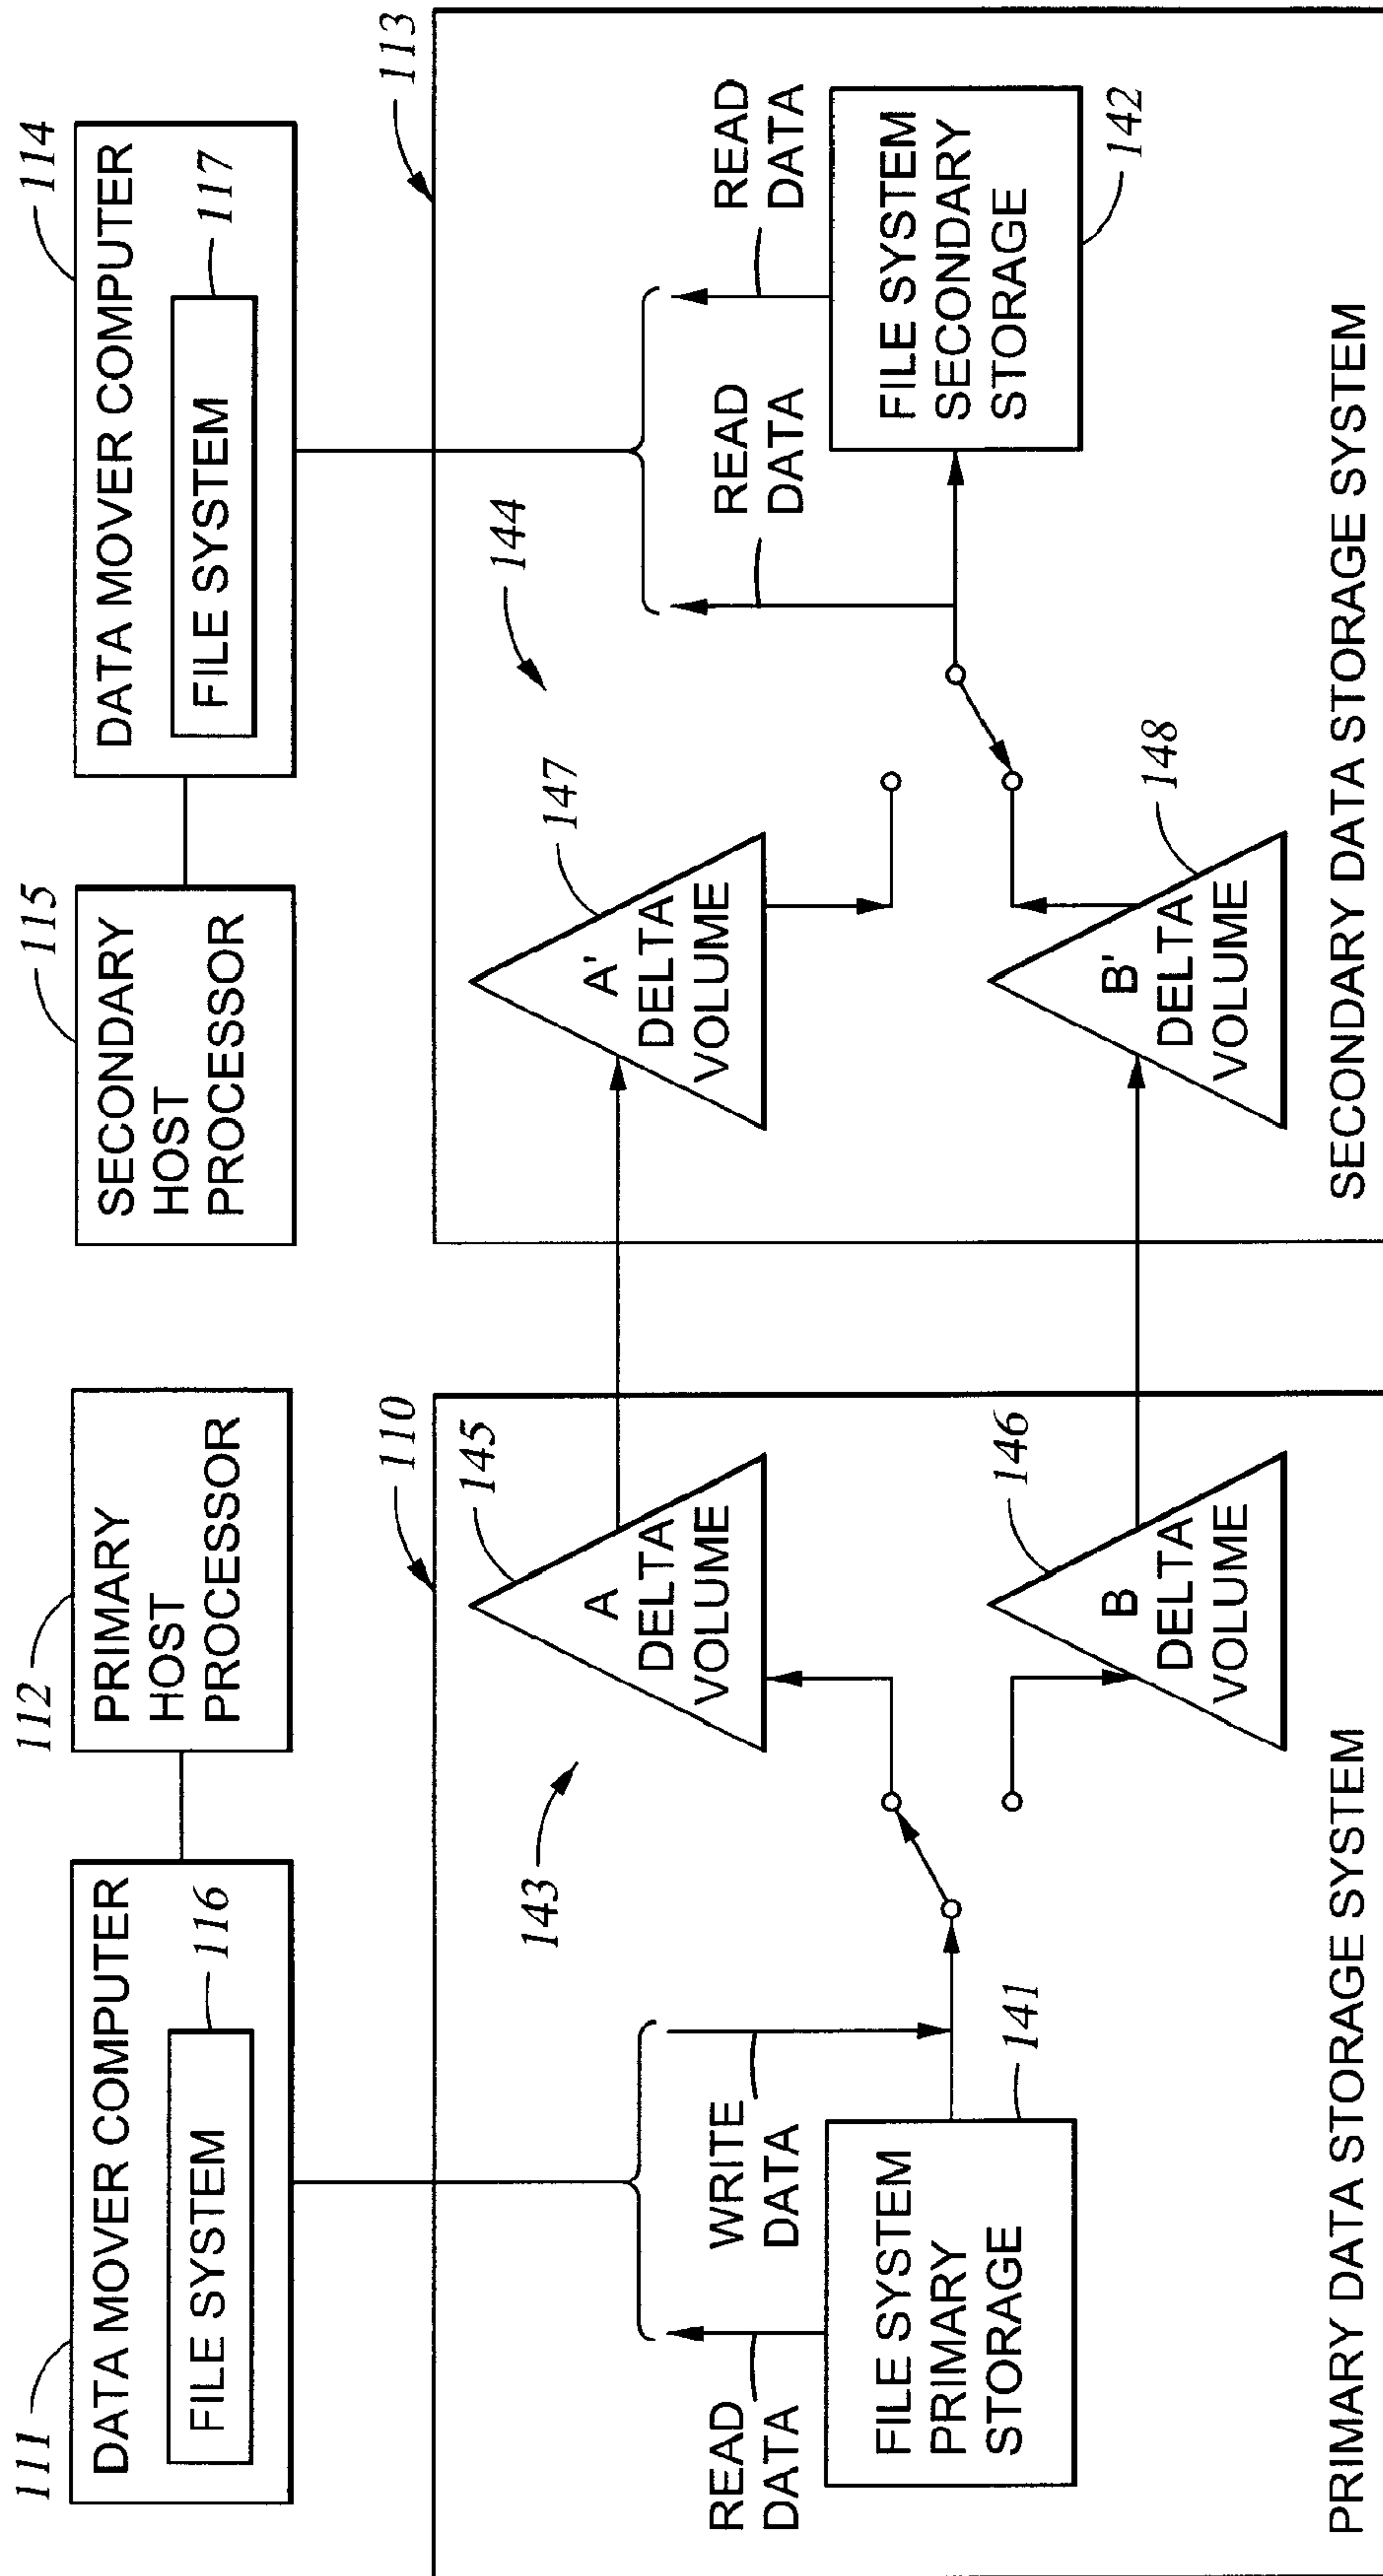 111
DATA MOVER COMPUTER
FILE SYSTEM
116
112
PRIMARY
HOST
PROCESSOR
115
SECONDARY
HOST
PROCESSOR
114
DATA MOVER COMPUTER
FILE SYSTEM
117
110
READ
DATA
WRITE
DATA
FILE SYSTEM
PRIMARY
STORAGE
141
143
145
A
DELTA
VOLUME
146
B
DELTA
VOLUME
PRIMARY DATA STORAGE SYSTEM
113
147
A'
DELTA
VOLUME
148
B'
DELTA
VOLUME
144
READ
DATA
READ
DATA
FILE SYSTEM
SECONDARY
STORAGE
142
SECONDARY DATA STORAGE SYSTEM